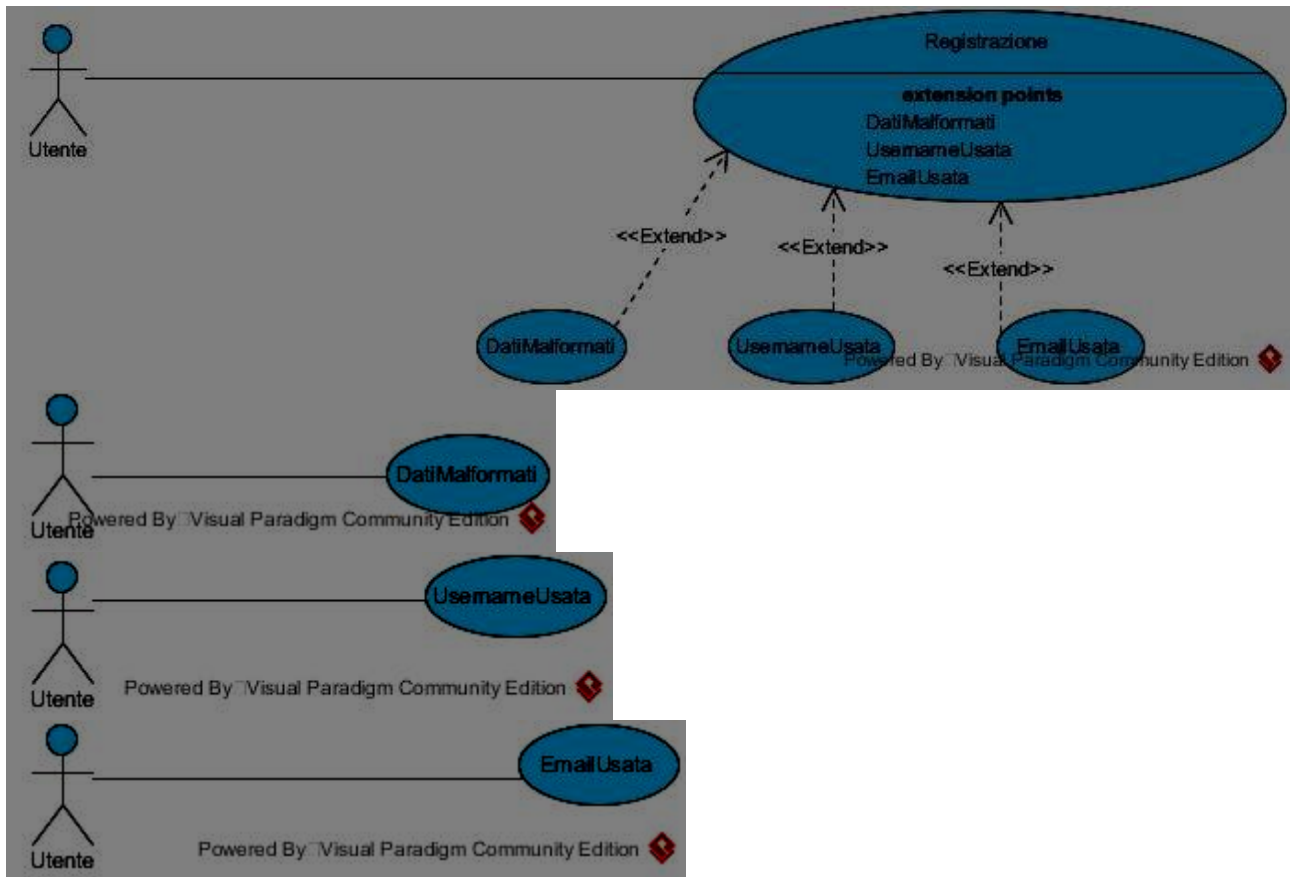 Registrazione
extension points
DatiMalformati
UsernameUsata
EmailUsata
Utente
<<Extend>>
<<Extend>>
<<Extend>>
DatiMalformati
UsernameUsata
EmailUsata
Powered By Visual Paradigm Community Edition
DatiMalformati
Utente
Powered By Visual Paradigm Community Edition
UsernameUsata
Utente
Powered By Visual Paradigm Community Edition
EmailUsata
Utente
Powered By Visual Paradigm Community Edition